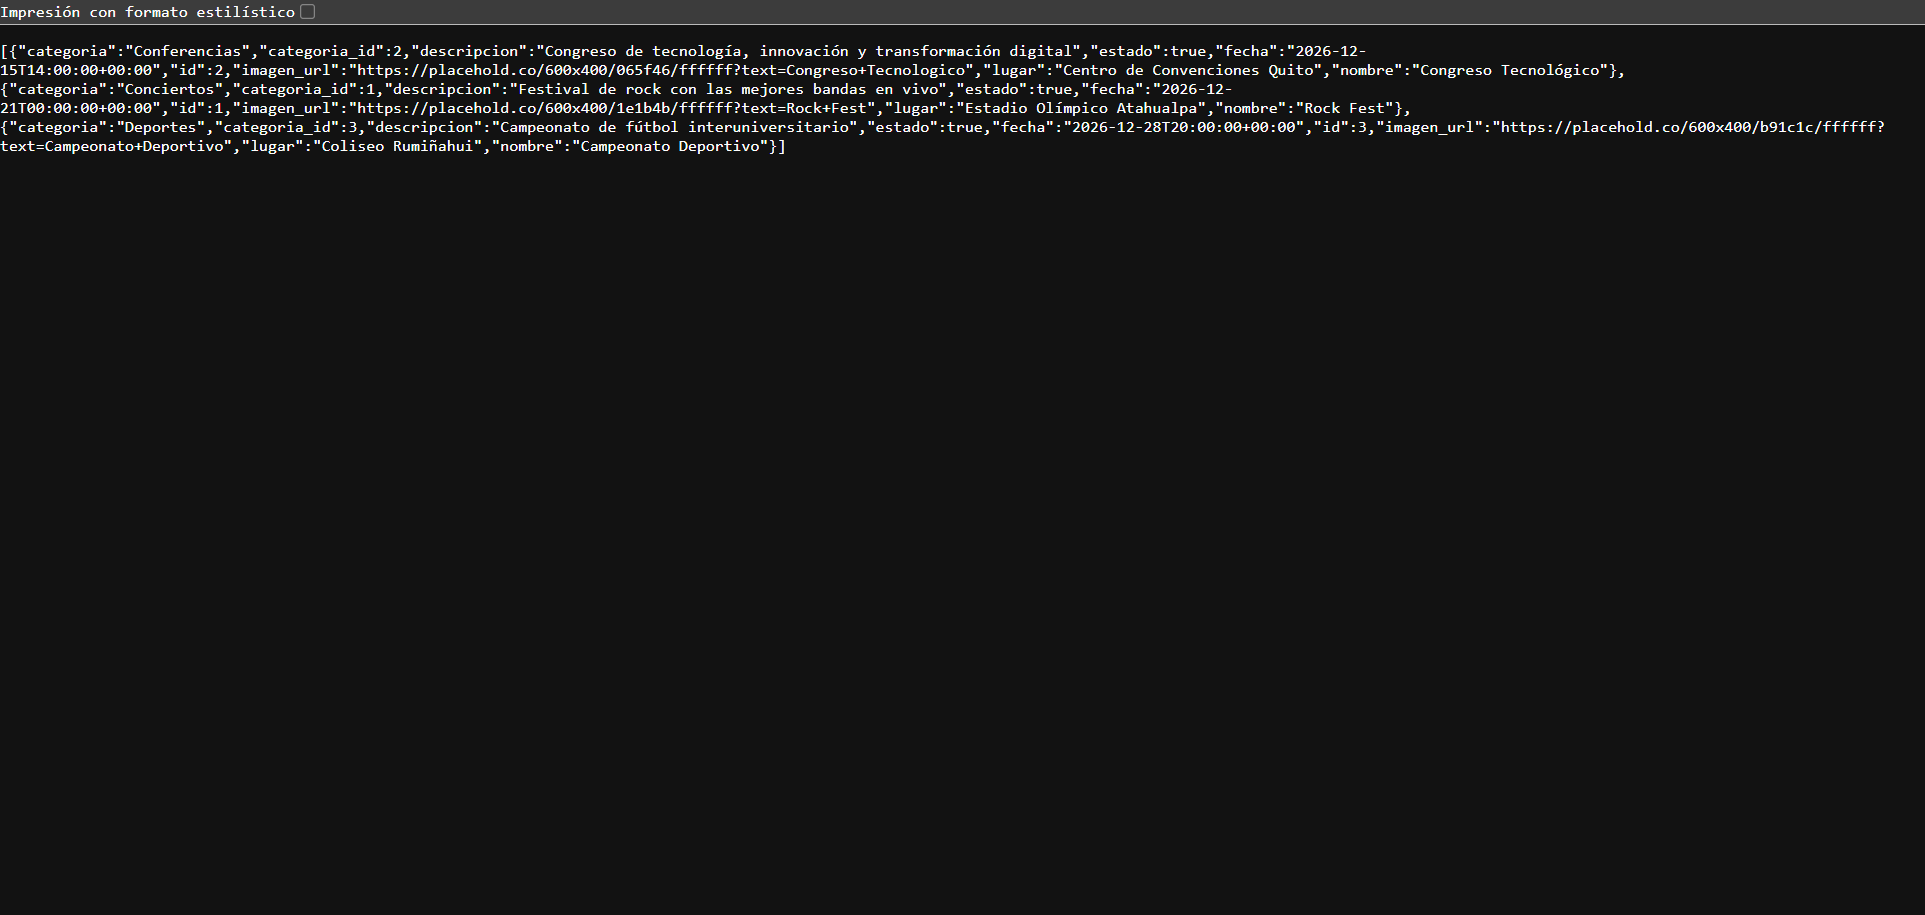 Impresión con formato estilístico
[{"categoria":"Conferencias","categoria_id":2,"descripcion":"Congreso de tecnología, innovación y transformación digital","estado":true,"fecha":"2026-12-
15T14:00:00+00:00","id":2,"imagen_url":"https://placehold.co/600x400/065f46/ffffff?text=Congreso+Tecnologico","lugar":"Centro de Convenciones Quito","nombre":"Congreso Tecnológico"},
{"categoria":"Conciertos","categoria_id":1,"descripcion":"Festival de rock con las mejores bandas en vivo","estado":true,"fecha":"2026-12-
21T00:00:00+00:00","id":1,"imagen_url":"https://placehold.co/600x400/1e1b4b/ffffff?text=Rock+Fest","lugar":"Estadio Olímpico Atahualpa","nombre":"Rock Fest"},
{"categoria":"Deportes","categoria_id":3,"descripcion":"Campeonato de fútbol interuniversitario","estado":true,"fecha":"2026-12-28T20:00:00+00:00","id":3,"imagen_url":"https://placehold.co/600x400/b91c1c/ffffff?
text=Campeonato+Deportivo","lugar":"Coliseo Rumiñahui","nombre":"Campeonato Deportivo"}]